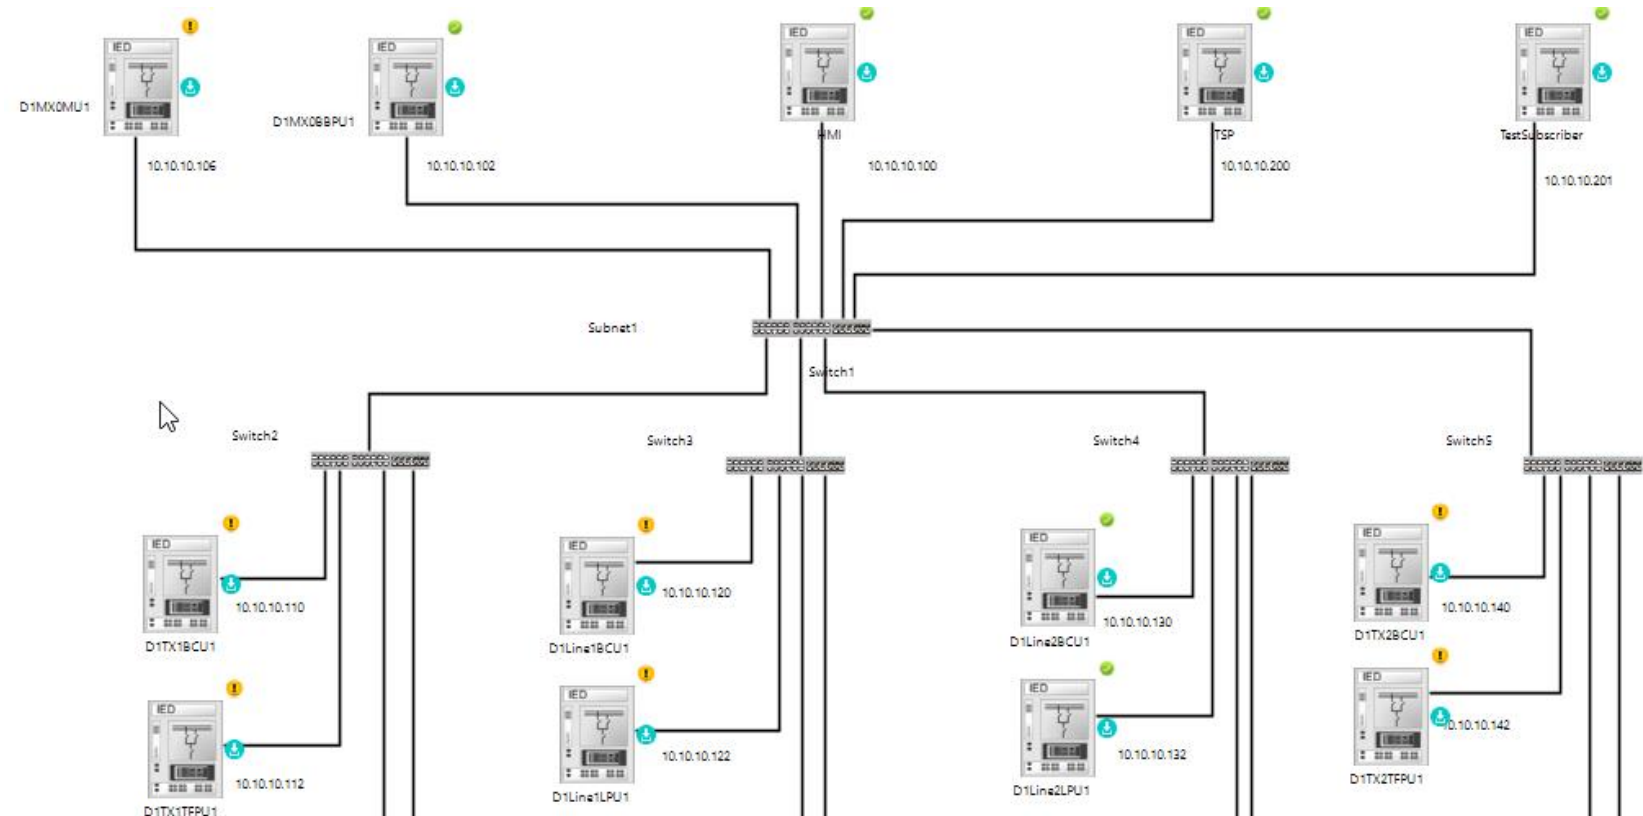 IED
IED
IED
IED
IED
D1MX0MU1
D1MX0BBPU1
HMI
TSP
TestSubscriber
10.10.10.106
10.10.10.102
10.10.10.100
10.10.10.200
10.10.10.201
Subnet1
Switch1
Switch2
Switch3
Switch4
Switch5
IED
10.10.10.110
D1TX1BCU1
IED
10.10.10.120
D1Line1BCU1
IED
10.10.10.130
D1Line2BCU1
IED
10.10.10.140
D1TX2BCU1
IED
10.10.10.112
D1TX1TFPU1
IED
10.10.10.122
D1Line1LPU1
IED
10.10.10.132
D1Line2LPU1
IED
10.10.10.142
D1TX2TFPU1